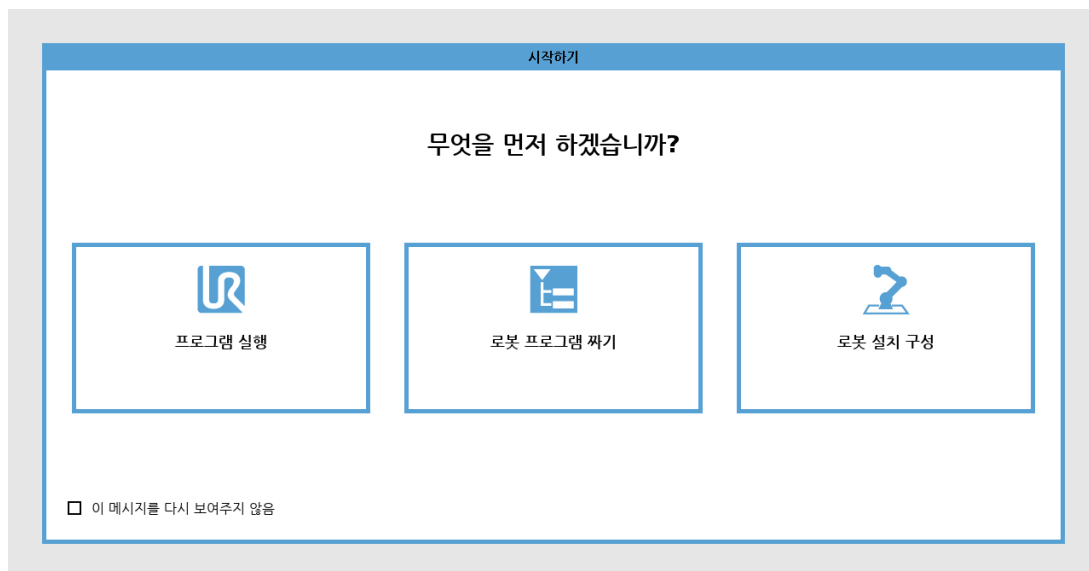 시작하기
무엇을 먼저 하겠습니까?
프로그램 실행
로봇 프로그램 짜기
로봇 설치 구성
이 메시지를 다시 보여주지 않음